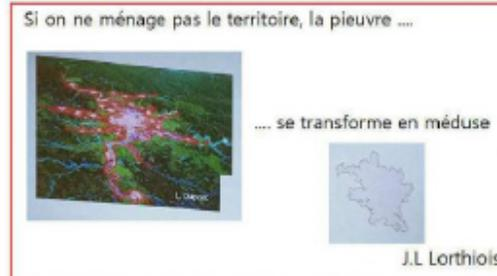 Si on ne ménage pas le territoire, la pieuvre ....
.... se transforme en méduse
J.L Lorthiois